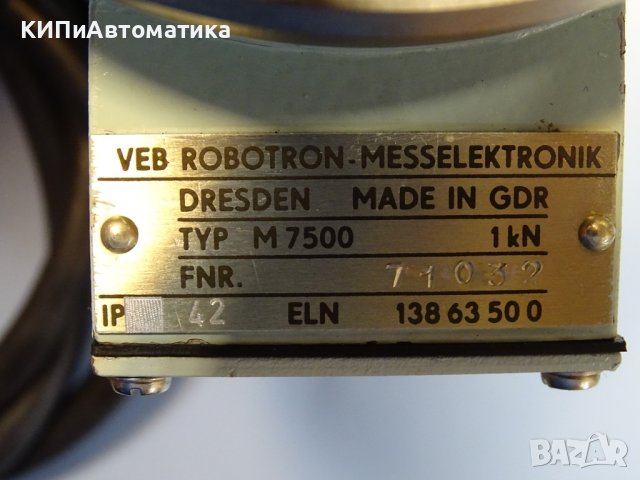 КИПиАвтоматика
VEB ROBOTRON-MESSELEKTRONIK
DRESDEN MADE IN GDR
TYP M 7500 1 kN
FNR. 71032
IP 42 ELN 138 63 50 0
BAZAR